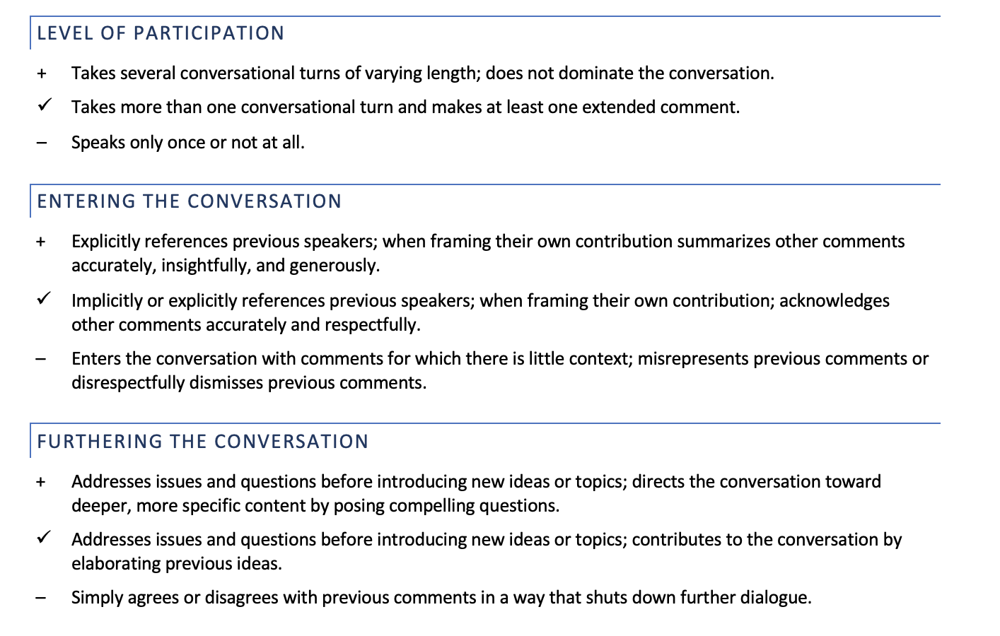 LEVEL OF PARTICIPATION
+ Takes several conversational turns of varying length; does not dominate the conversation.
✓ Takes more than one conversational turn and makes at least one extended comment.
– Speaks only once or not at all.
ENTERING THE CONVERSATION
+ Explicitly references previous speakers; when framing their own contribution summarizes other comments
accurately, insightfully, and generously.
✓ Implicitly or explicitly references previous speakers; when framing their own contribution; acknowledges
other comments accurately and respectfully.
– Enters the conversation with comments for which there is little context; misrepresents previous comments or
disrespectfully dismisses previous comments.
FURTHERING THE CONVERSATION
+ Addresses issues and questions before introducing new ideas or topics; directs the conversation toward
deeper, more specific content by posing compelling questions.
✓ Addresses issues and questions before introducing new ideas or topics; contributes to the conversation by
elaborating previous ideas.
– Simply agrees or disagrees with previous comments in a way that shuts down further dialogue.